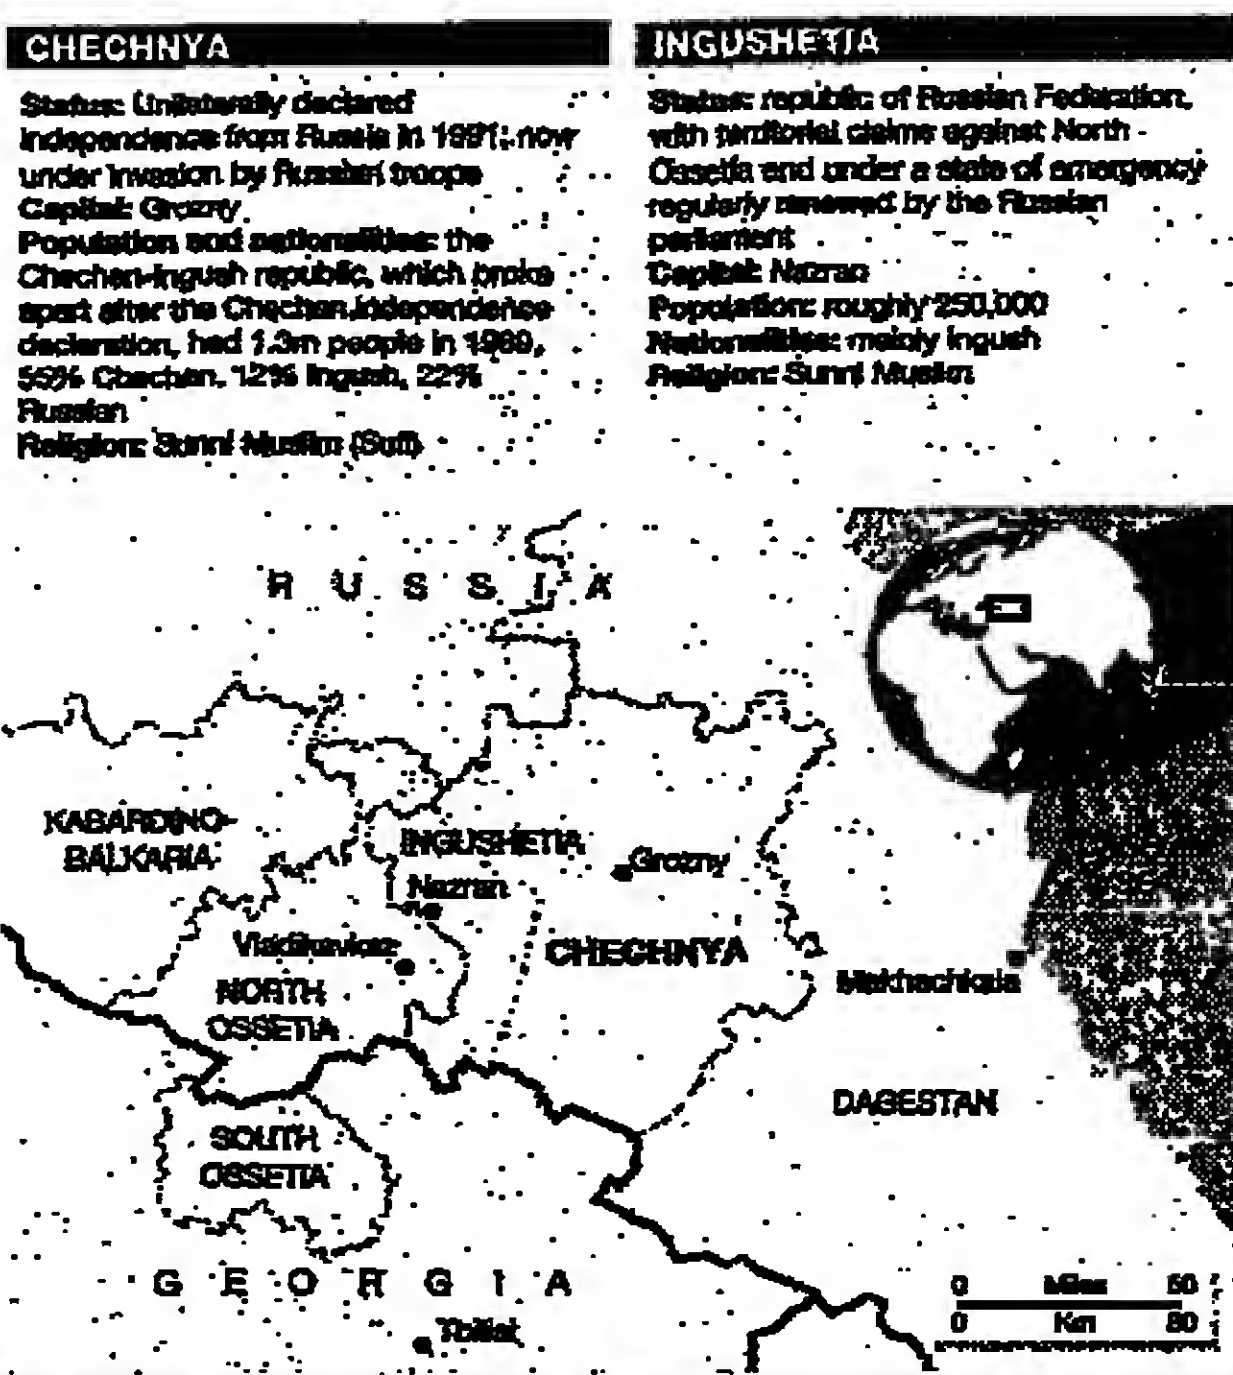 CHECHNYA
Status: Unilaterally declared
independence from Russia in 1991; now
under invasion by Russian troops
Capital: Grozny
Population and nationalities: the
Chechen-Ingush republic, which broke
apart after the Chechen independence
declaration, had 1.3m people in 1989,
55% Chechen, 12% Ingush, 22%
Russian
Religion: Sunni Muslim (Sufi)
INGUSHETIA
Status: republic of Russian Federation,
with territorial claims against North
Ossetia and under a state of emergency
regularly renewed by the Russian
parliament
Capital: Nazran
Population: roughly 250,000
Nationalities: mainly Ingush
Religion: Sunni Muslim
RUSSIA
KABARDINO-
BALKARIA
INGUSHETIA
Nazran
Grozny
Vladikavkaz
CHECHNYA
NORTH
OSSETIA
Makhachkala
DAGESTAN
SOUTH
OSSETIA
GEORGIA
Tbilisi
0 Miles 50
0 Km 80